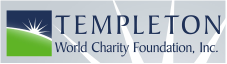 TEMPLETON
World Charity Foundation, Inc.